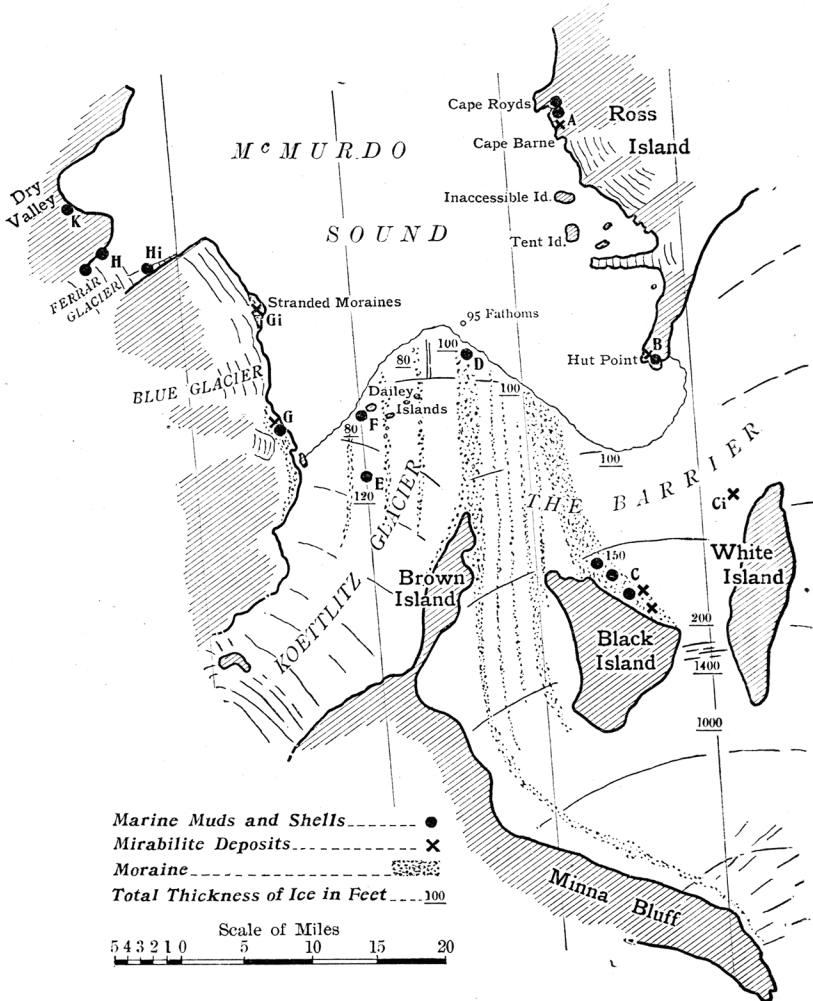 Cape Royds
A
Ross
Island
Cape Barne
Mc MURDO
Dry
Valley
K
Inaccessible Id.
SOUND
Tent Id.
H
Hi
FERRAR
GLACIER
Stranded Moraines
Gi
95 Fathoms
100
80
D
B
Hut Point
BLUE GLACIER
Dailey
Islands
100
G
F
80
100
E
120
GLACIER
THE BARRIER
Ci
150
White
Island
C
Brown
Island
KOETTLITZ
200
Black
Island
1400
1000
Marine Muds and Shells
Mirabilite Deposits
Moraine
Total Thickness of Ice in Feet 100
Minna Bluff
Scale of Miles
5 4 3 2 1 0 5 10 15 20